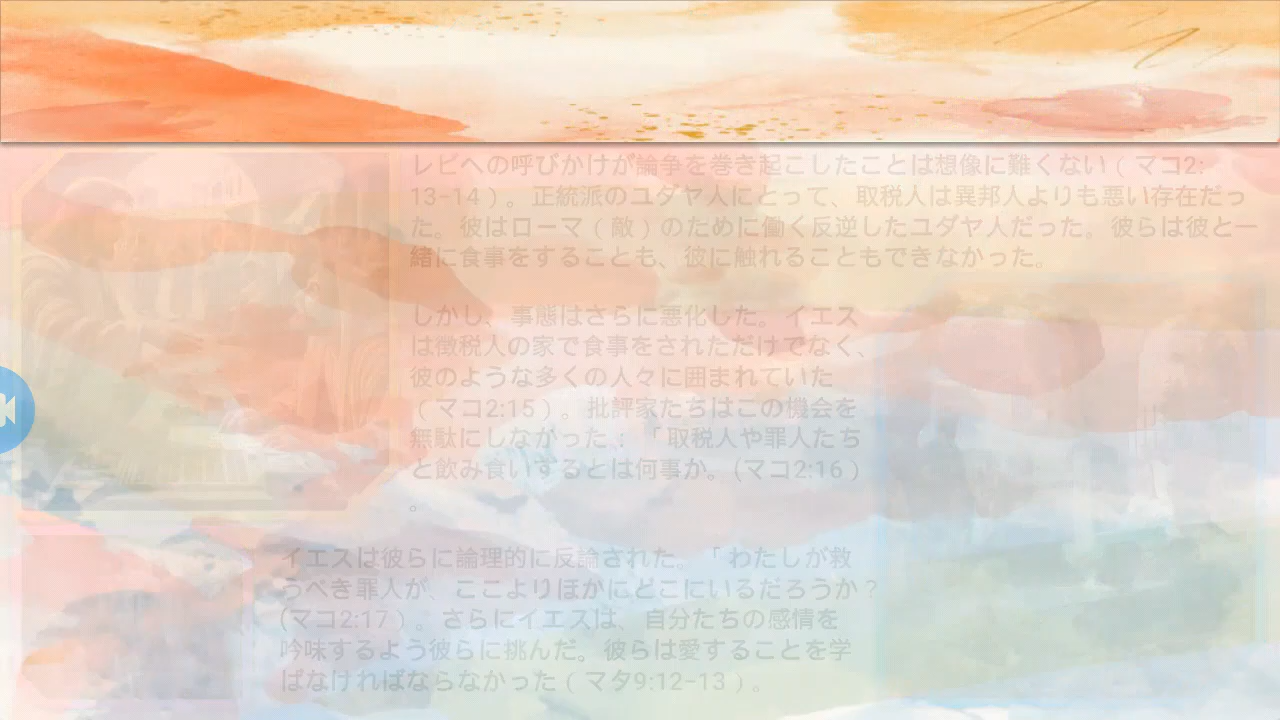 レビへの呼びかけが論争を巻き起こしたことは想像に難くない（マコ2:
13-14）。正統派のユダヤ人にとって、取税人は異邦人よりも悪い存在だっ
た。彼はローマ（敵）のために働く反逆したユダヤ人だった。彼らは彼と一
緒に食事をすることも、彼に触れることもできなかった。
しかし、事態はさらに悪化した。イエス
は徴税人の家で食事をされただけでなく、
彼のような多くの人々に囲まれていた
（マコ2:15）。批評家たちはこの機会を
無駄にしなかった：「取税人や罪人たち
と飲み食いするとは何事か。(マコ2:16）
。
イエスは彼らに論理的に反論された。「わたしが救
うべき罪人が、ここよりほかにどこにいるだろうか？
(マコ2:17）。さらにイエスは、自分たちの感情を
吟味するよう彼らに挑んだ。彼らは愛することを学
ばなければならなかった（マタ9:12-13）。